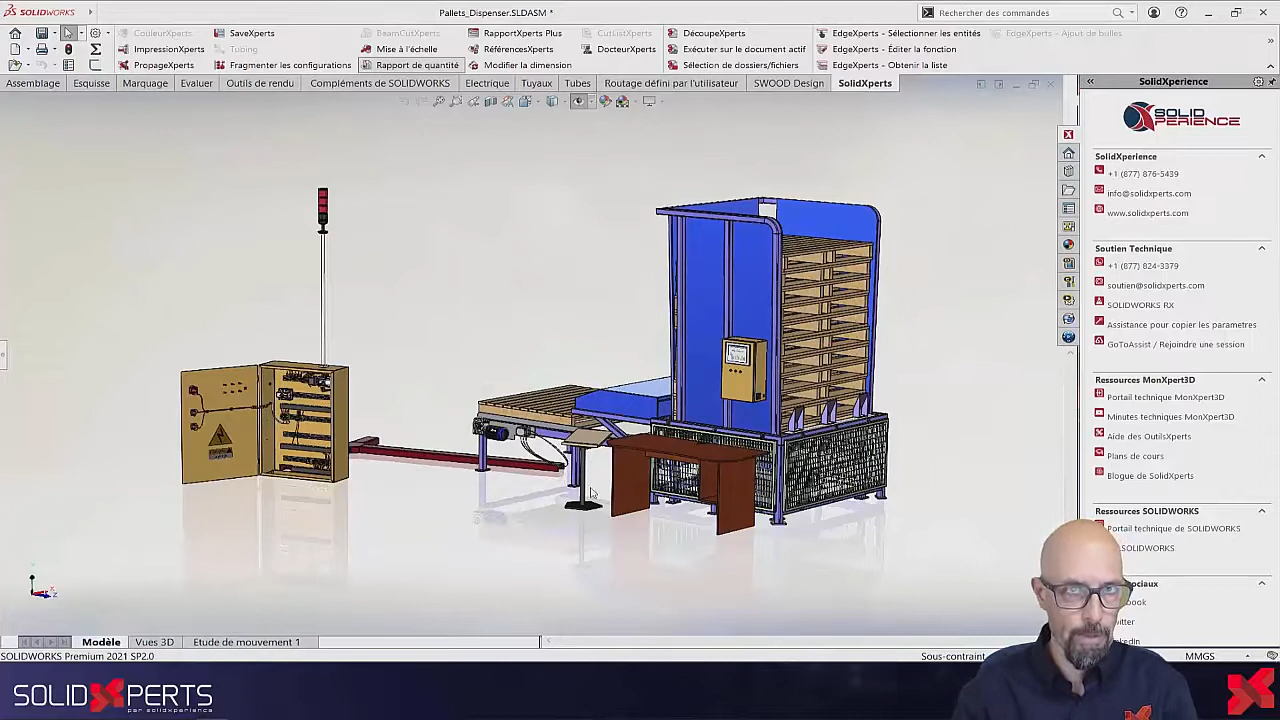 SOLIDWORKS
Pallets_Dispenser.SLDASM *
Rechercher des commandes
CouleurXperts
SaveXperts
BeamCutXperts
RapportXperts Plus
CutListXperts
DécoupeXperts
EdgeXperts - Sélectionner les entités
EdgeXperts - Ajout de bulles
ImpressionXperts
Tubing
Mise à l'échelle
RéférencesXperts
DocteurXperts
Exécuter sur le document actif
EdgeXperts - Éditer la fonction
PropageXperts
Fragmenter les configurations
Rapport de quantité
Modifier la dimension
Sélection de dossiers/fichiers
EdgeXperts - Obtenir la liste
Assemblage
Esquisse
Marquage
Evaluer
Outils de rendu
Compléments de SOLIDWORKS
Electrique
Tuyaux
Tubes
Routage défini par l'utilisateur
SWOOD Design
SolidXperts
SolidXperience
SOLID
XPERIENCE
SolidXperience
+1 (877) 876-5439
info@solidxperts.com
www.solidxperts.com
Soutien Technique
+1 (877) 824-3379
soutien@solidxperts.com
SOLIDWORKS RX
Assistance pour copier les parametres
GoToAssist / Rejoindre une session
Ressources MonXpert3D
Portail technique MonXpert3D
Minutes techniques MonXpert3D
Aide des OutilsXperts
Plans de cours
Blogue de SolidXperts
Ressources SOLIDWORKS
Portail technique de SOLIDWORKS
SOLIDWORKS
ociaux
book
witter
Modèle
Vues 3D
Etude de mouvement 1
SOLIDWORKS Premium 2021 SP2.0
Sous-contraint
MMGS
SOLIDXPERTS
par solidxperience